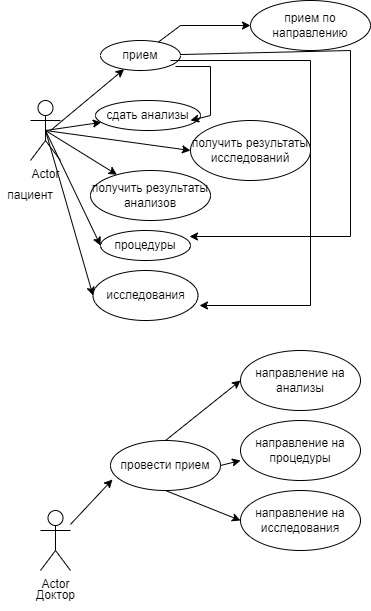 прием по
направлению
прием
сдать анализы
получить результаты
исследований
Actor
пациент
получить результаты
анализов
процедуры
исследования
направление на
анализы
направление на
процедуры
провести прием
направление на
исследования
Actor
Доктор